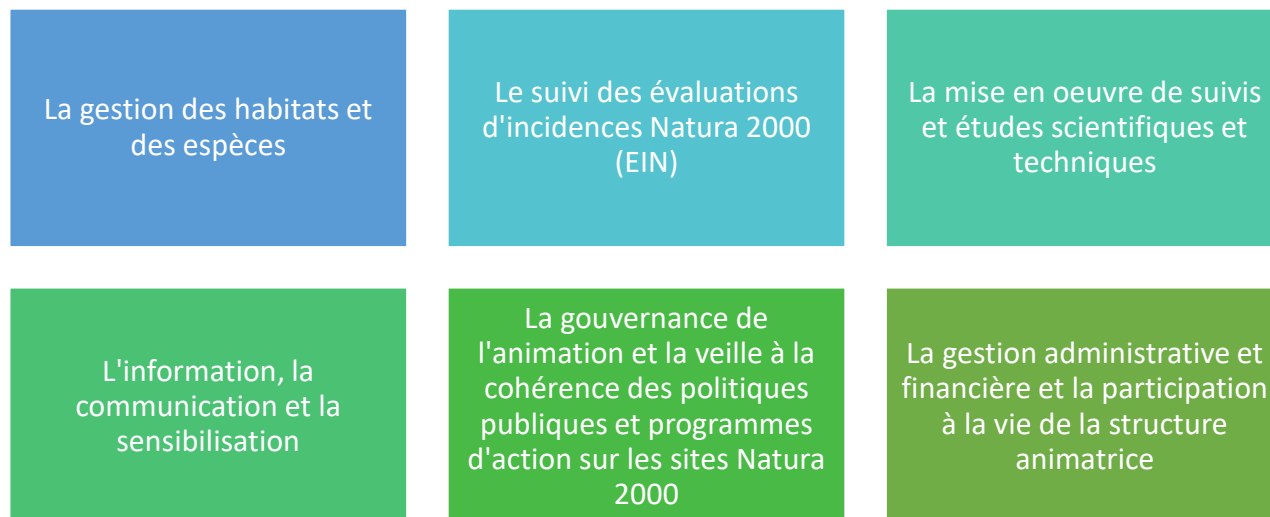 La gestion des habitats et
des espèces
Le suivi des évaluations
d'incidences Natura 2000
(EIN)
La mise en oeuvre de suivis
et études scientifiques et
techniques
L'information, la
communication et la
sensibilisation
La gouvernance de
l'animation et la veille à la
cohérence des politiques
publiques et programmes
d'action sur les sites Natura
2000
La gestion administrative et
financière et la participation
à la vie de la structure
animatrice